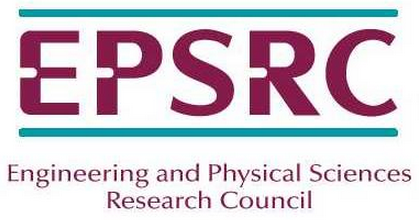 EPSRC
Engineering and Physical Sciences
Research Council